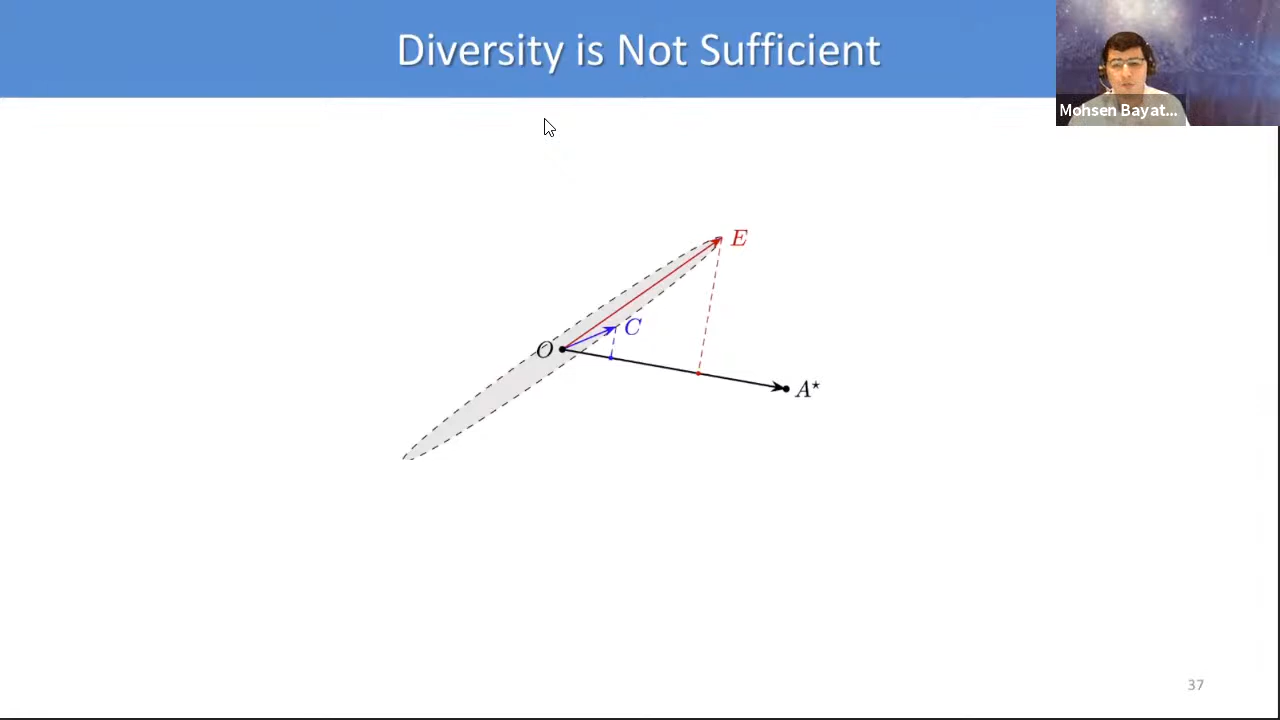 Diversity is Not Sufficient
Mohsen Bayat...
E
C
O
A⋆
37